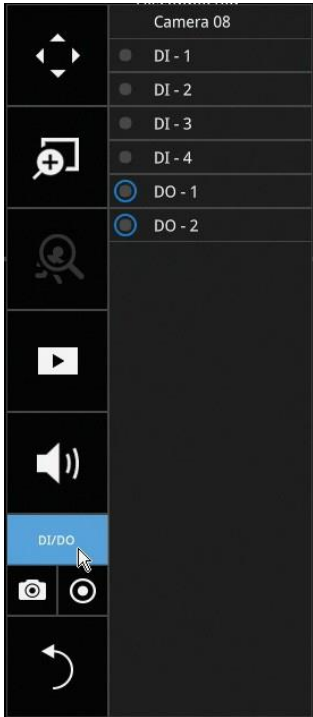 Camera 08
DI - 1
DI - 2
DI - 3
DI - 4
DO - 1
DO - 2
DI/DO